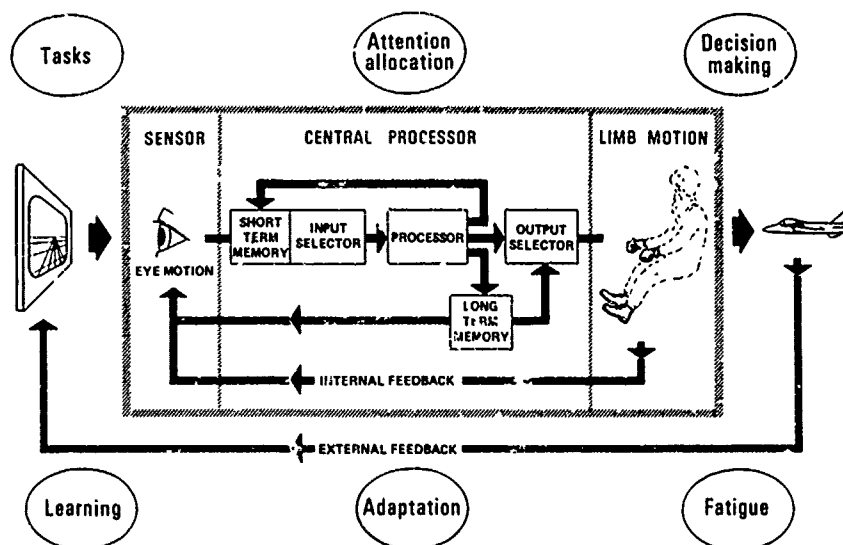 Tasks
Attention
allocation
Decision
making
SENSOR
CENTRAL PROCESSOR
LIMB MOTION
SHORT
TERM
MEMORY
INPUT
SELECTOR
PROCESSOR
OUTPUT
SELECTOR
EYE MOTION
LONG
TERM
MEMORY
INTERNAL FEEDBACK
EXTERNAL FEEDBACK
Learning
Adaptation
Fatigue